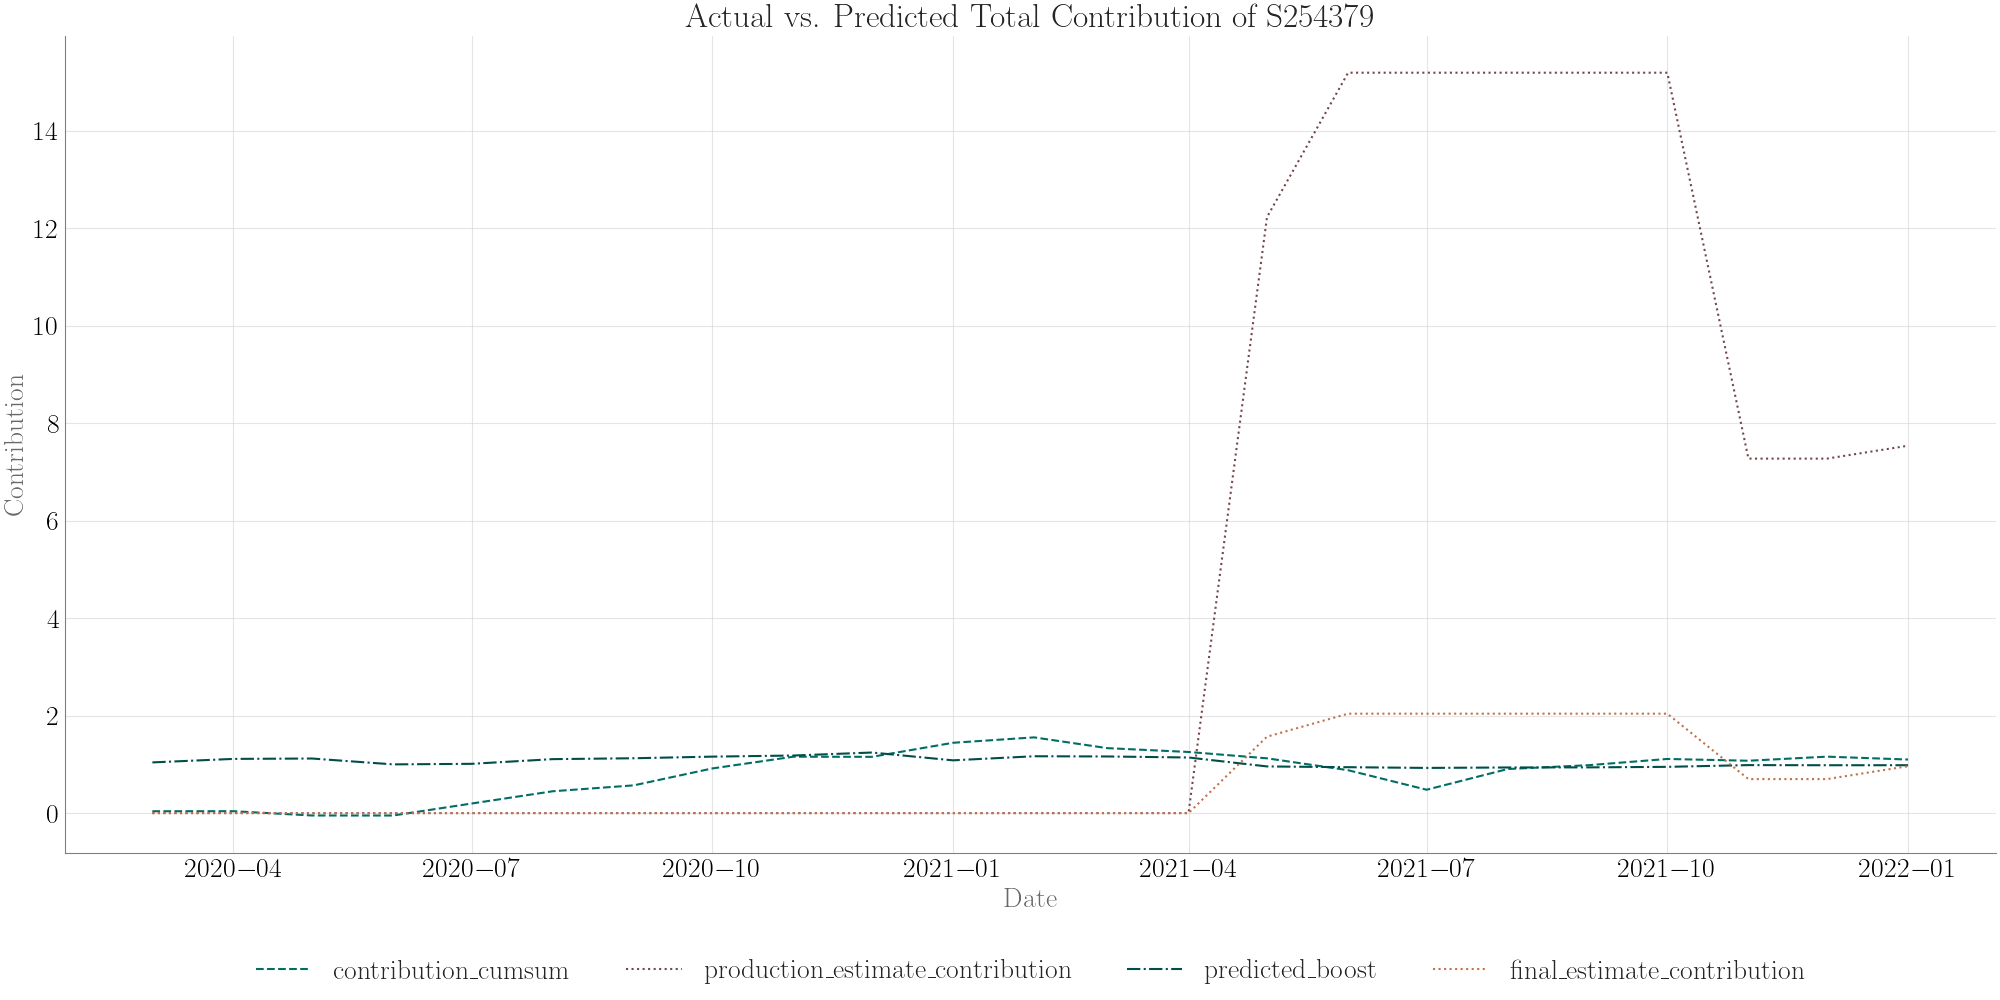 Actual vs. Predicted Total Contribution of S254379
Contribution
14
12
10
8
6
4
2
0
2020−04 2020−07 2020−10 2021−01 2021−04 2021−07 2021−10 2022−01
Date
contribution_cumsum production_estimate_contribution predicted_boost final_estimate_contribution